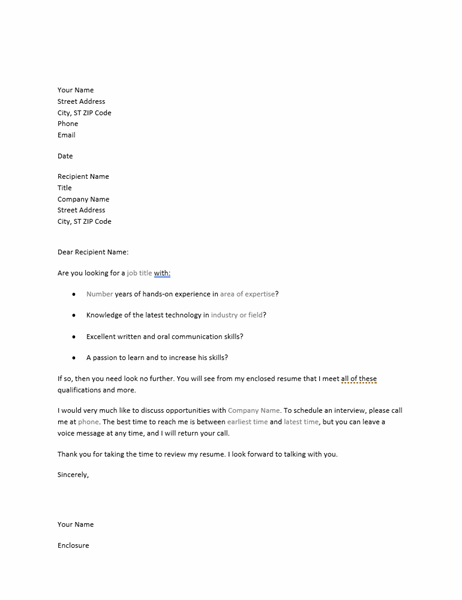 Your Name
Street Address
City, ST ZIP Code
Phone
Email
Date
Recipient Name
Title
Company Name
Street Address
City, ST ZIP Code
Dear Recipient Name:
Are you looking for a job title with:
• Number years of hands-on experience in area of expertise?
• Knowledge of the latest technology in industry or field?
• Excellent written and oral communication skills?
• A passion to learn and to increase his skills?
If so, then you need look no further. You will see from my enclosed resume that I meet all of these
qualifications and more.
I would very much like to discuss opportunities with Company Name. To schedule an interview, please call
me at phone. The best time to reach me is between earliest time and latest time, but you can leave a
voice message at any time, and I will return your call.
Thank you for taking the time to review my resume. I look forward to talking with you.
Sincerely,
Your Name
Enclosure